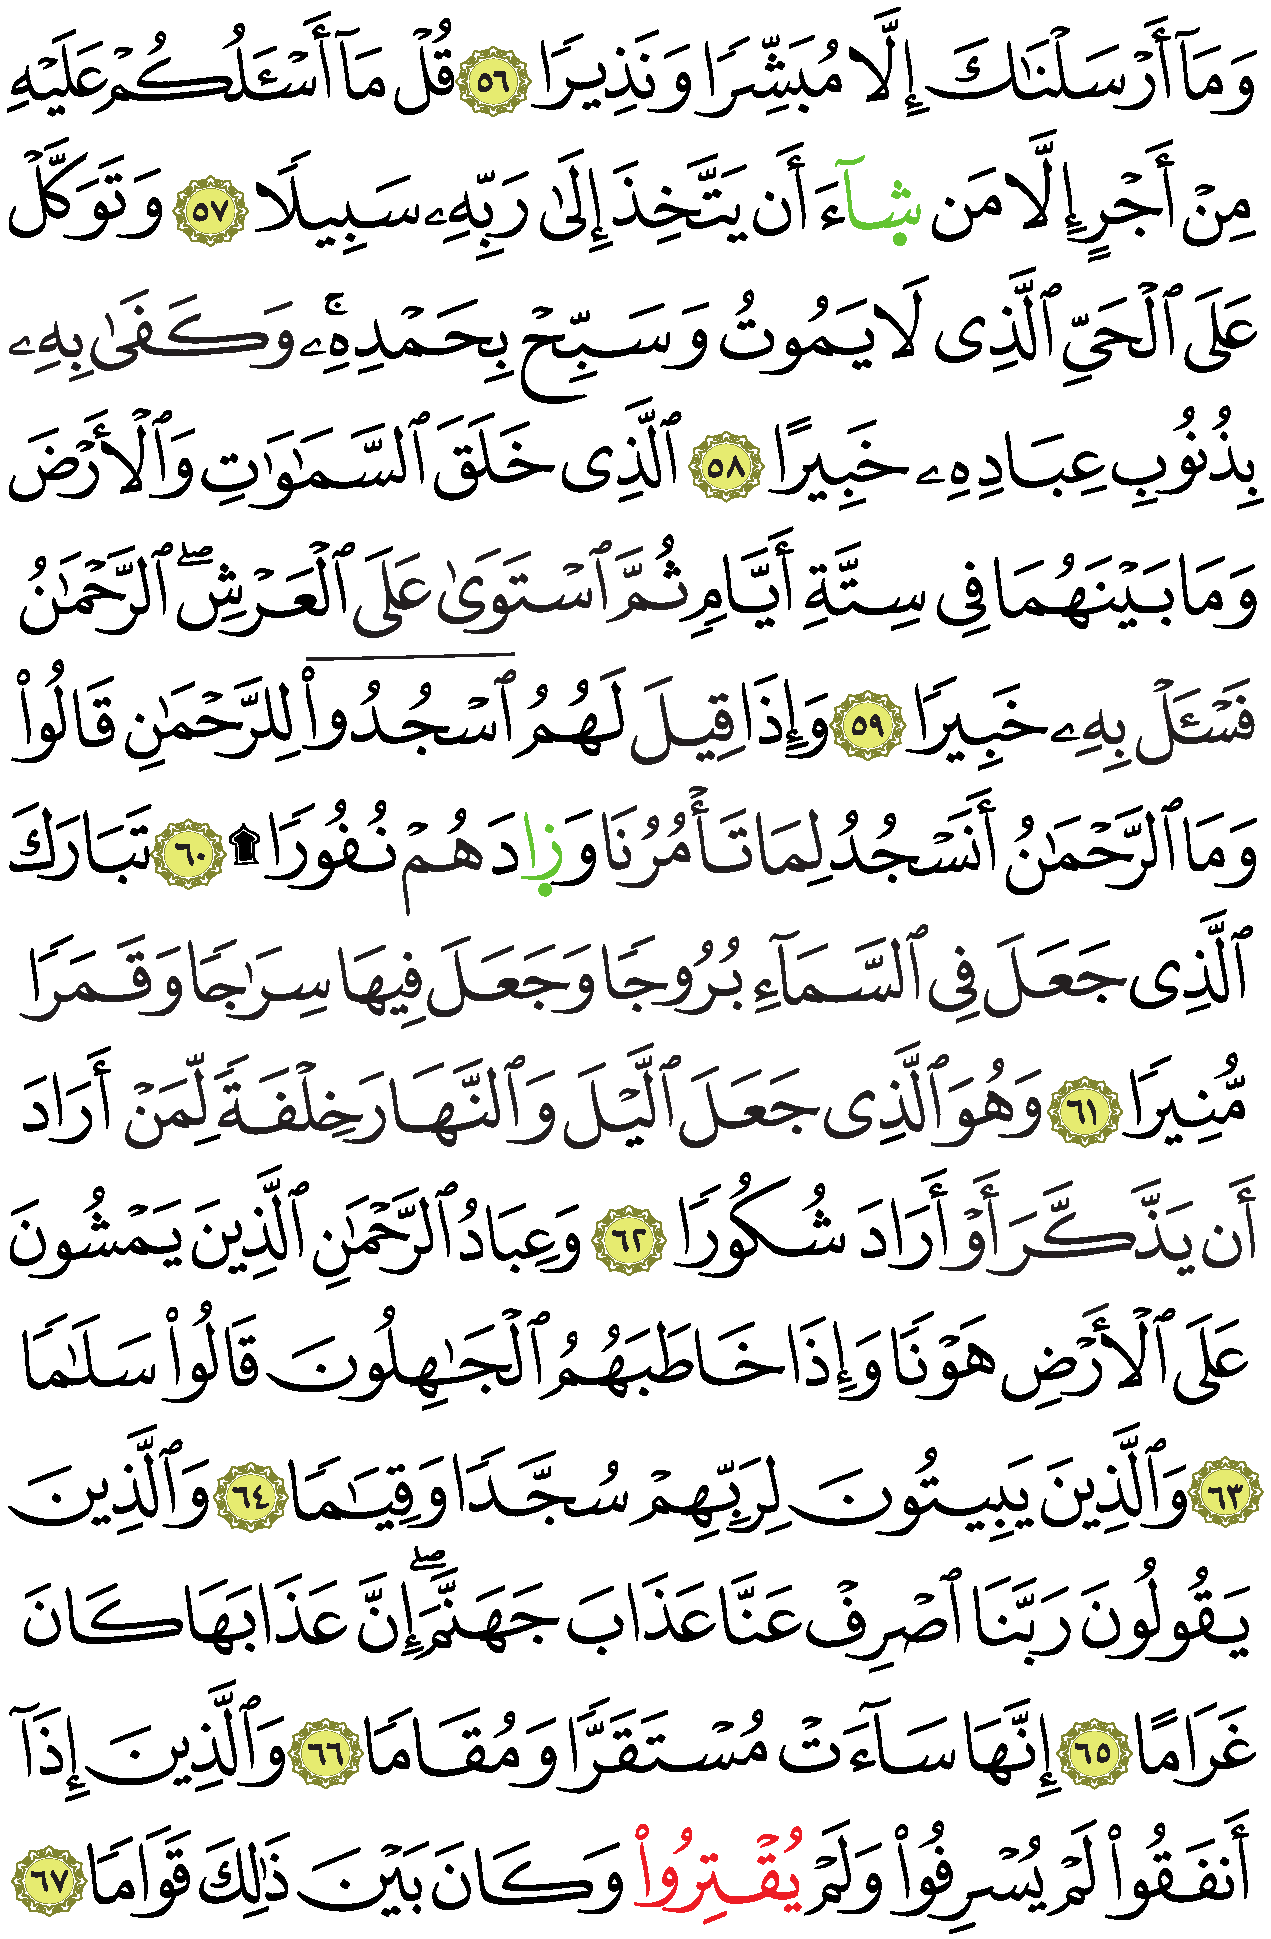 وَمَآ أَرۡسَلۡنَٰكَ إِلَّا مُبَشِّرًا وَنَذِيرًا ٥٦ قُلۡ مَآ أَسۡـَٔلُكُمۡ عَلَيۡهِ
مِنۡ أَجۡرٍ إِلَّا مَن شَآءَ أَن يَتَّخِذَ إِلَىٰ رَبِّهِۦ سَبِيلًا ٥٧ وَتَوَكَّلۡ
عَلَى ٱلۡحَيِّ ٱلَّذِى لَا يَمُوتُ وَسَبِّحۡ بِحَمۡدِهِۦۚ وَكَفَىٰ بِهِۦ
بِذُنُوبِ عِبَادِهِۦ خَبِيرًا ٥٨ ٱلَّذِى خَلَقَ ٱلسَّمَٰوَٰتِ وَٱلۡأَرۡضَ
وَمَا بَيۡنَهُمَا فِى سِتَّةِ أَيَّامٍ ثُمَّ ٱسۡتَوَىٰ عَلَى ٱلۡعَرۡشِۖ ٱلرَّحۡمَٰنُ
فَسۡـَٔلۡ بِهِۦ خَبِيرًا ٥٩ وَإِذَا قِيلَ لَهُمُ ٱسۡجُدُواْ لِلرَّحۡمَٰنِ قَالُواْ
وَمَا ٱلرَّحۡمَٰنُ أَنَسۡجُدُ لِمَا تَأۡمُرُنَا وَزَادَهُمۡ نُفُورًا ۩ ٦٠ تَبَارَكَ
ٱلَّذِى جَعَلَ فِى ٱلسَّمَآءِ بُرُوجًا وَجَعَلَ فِيهَا سِرَٰجًا وَقَمَرًا
مُّنِيرًا ٦١ وَهُوَ ٱلَّذِى جَعَلَ ٱلَّيۡلَ وَٱلنَّهَارَ خِلۡفَةً لِّمَنۡ أَرَادَ
أَن يَذَّكَّرَ أَوۡ أَرَادَ شُكُورًا ٦٢ وَعِبَادُ ٱلرَّحۡمَٰنِ ٱلَّذِينَ يَمۡشُونَ
عَلَى ٱلۡأَرۡضِ هَوۡنًا وَإِذَا خَاطَبَهُمُ ٱلۡجَٰهِلُونَ قَالُواْ سَلَٰمًا
٦٣ وَٱلَّذِينَ يَبِيتُونَ لِرَبِّهِمۡ سُجَّدًا وَقِيَٰمًا ٦٤ وَٱلَّذِينَ
يَقُولُونَ رَبَّنَا ٱصۡرِفۡ عَنَّا عَذَابَ جَهَنَّمَۖ إِنَّ عَذَابَهَا كَانَ
غَرَامًا ٦٥ إِنَّهَا سَآءَتۡ مُسۡتَقَرًّا وَمُقَامًا ٦٦ وَٱلَّذِينَ إِذَآ
أَنفَقُواْ لَمۡ يُسۡرِفُواْ وَلَمۡ يُقۡتِرُواْ وَكَانَ بَيۡنَ ذَٰلِكَ قَوَامًا ٦٧